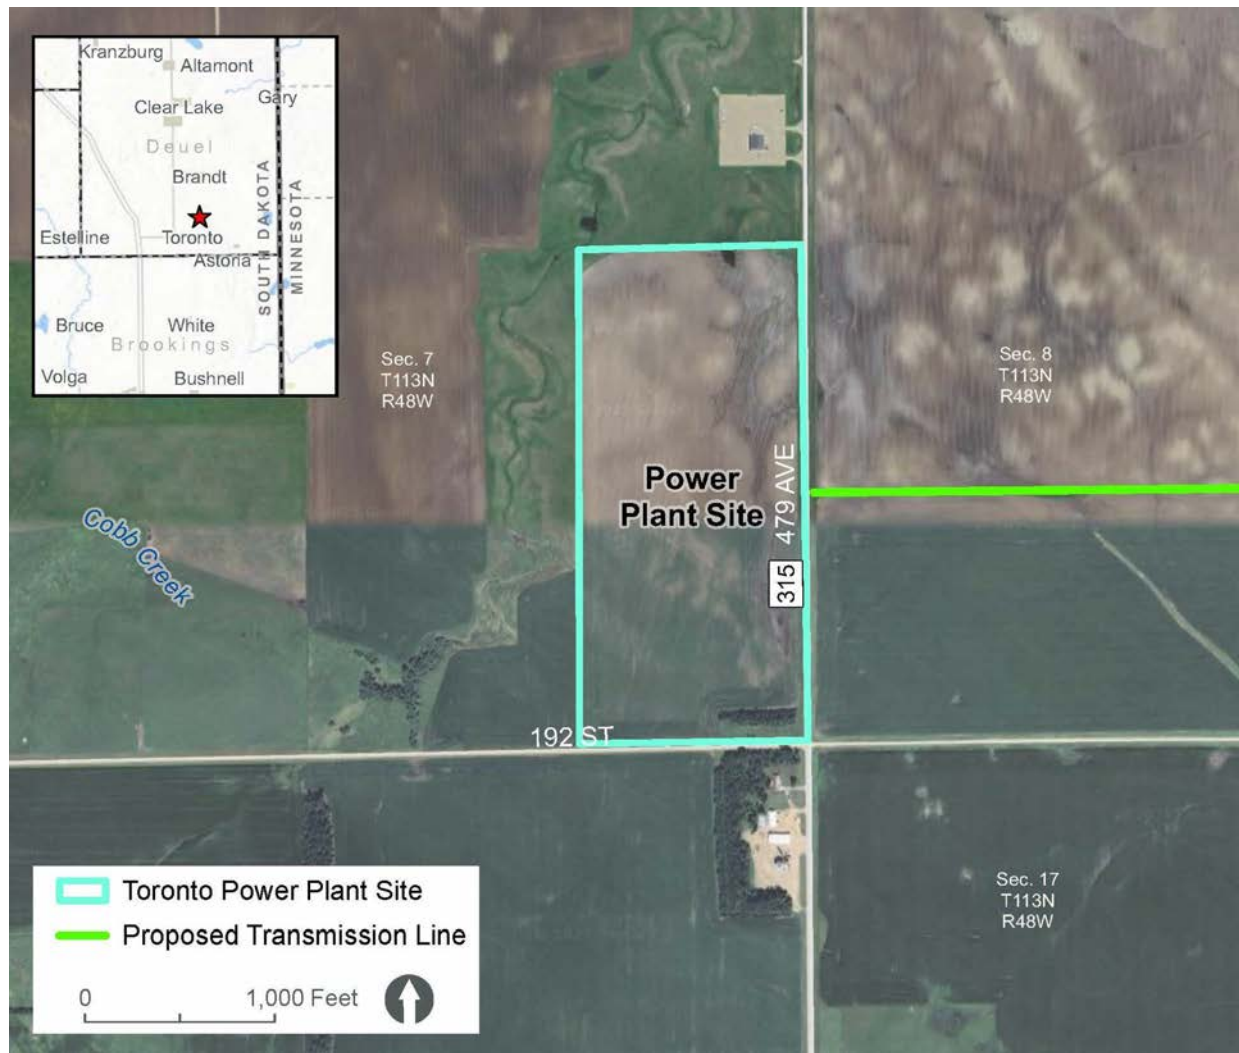 Kranzburg
Altamont
Gary
Clear Lake
Deuel
Brandt
SOUTH DAKOTA
MINNESOTA
Estelline
Toronto
Astoria
Bruce
White
Brookings
Volga
Bushnell
Sec. 7
T113N
R48W
Sec. 8
T113N
R48W
Power
Plant Site
479 AVE
315
Cobb Creek
192 ST
Sec. 17
T113N
R48W
Toronto Power Plant Site
Proposed Transmission Line
0
1,000 Feet